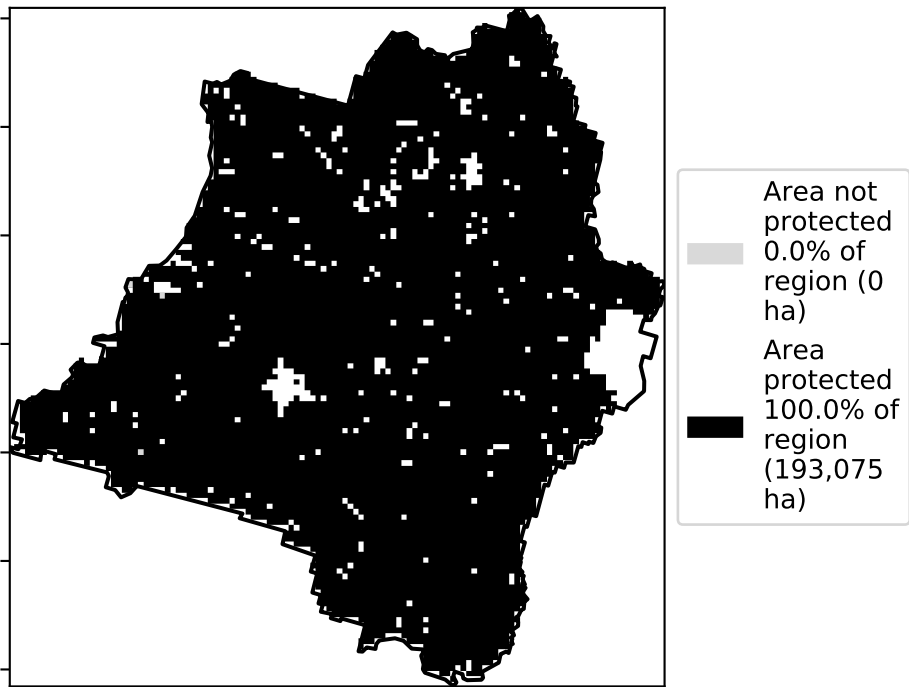 Area not
protected
0.0% of
region (0
ha)
Area
protected
100.0% of
region
(193,075
ha)